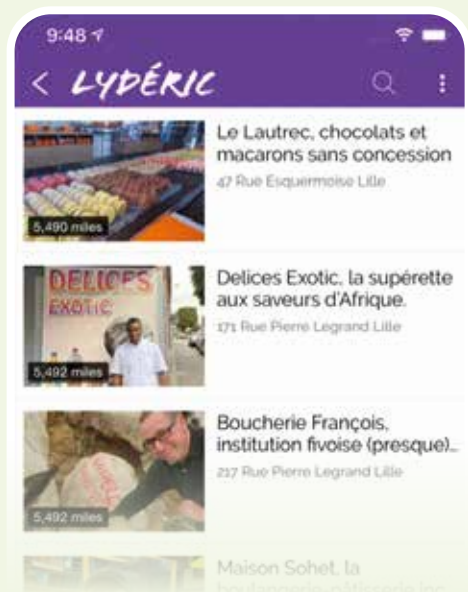 9:48
LYDÉRIC
Le Lautrec, chocolats et
macarons sans concession
47 Rue Esquermoise Lille
5,490 miles
DELICES
EXOTIC
Delices Exotic, la supérette
aux saveurs d'Afrique.
171 Rue Pierre Legrand Lille
5,492 miles
Boucherie François,
institution fivoise (presque)...
217 Rue Pierre Legrand Lille
5,492 miles
Maison Sohet, la
boulangerie-pâtisserie